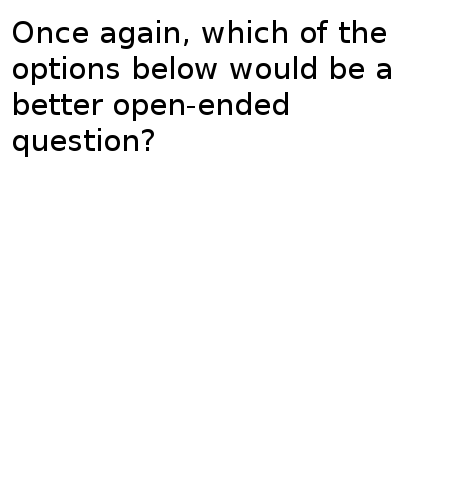 Once again, which of the
options below would be a
better open-ended
question?